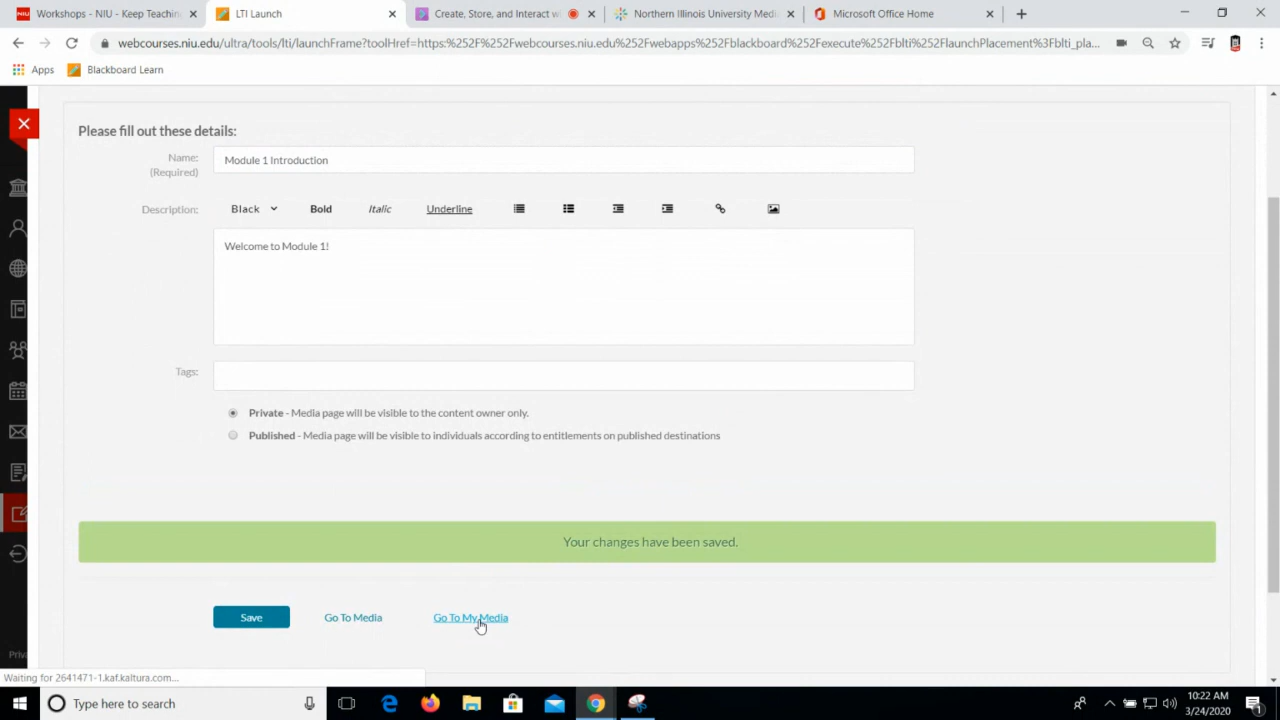 Workshops - NIU - Keep Teaching
LTI Launch
Create, Store, and Interact wi
Northern Illinois University Medi
Microsoft Office Home
webcourses.niu.edu/ultra/tools/lti/launchFrame?toolHref=https:%252F%252Fwebcourses.niu.edu%252Fwebapps%252Fblackboard%252Fexecute%252Fblti%252FlaunchPlacement%3Fblti_pla...
Apps
Blackboard Learn
Please fill out these details:
Name:
(Required)
Module 1 Introduction
Description:
Black
Bold
Italic
Underline
Welcome to Module 1!
Tags:
Private - Media page will be visible to the content owner only.
Published - Media page will be visible to individuals according to entitlements on published destinations
Your changes have been saved.
Save
Go To Media
Go To My Media
Priva
Waiting for 2641471-1.kaf.kaltura.com...
Type here to search
10:22 AM
3/24/2020
1